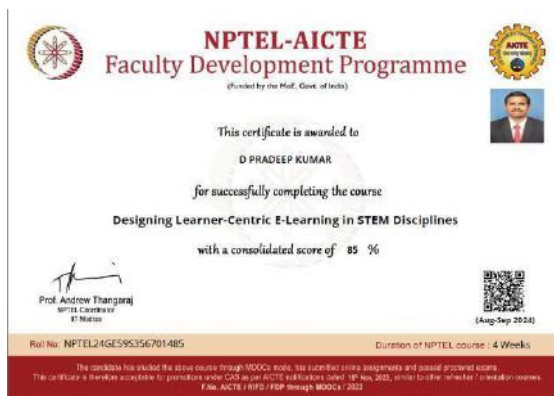 NPTEL-AICTE
Faculty Development Programme
(Funded by the MoE, Govt. of India)
AICTE
This certificate is awarded to
D PRADEEP KUMAR
for successfully completing the course
Designing Learner-Centric E-Learning in STEM Disciplines
with a consolidated score of 85 %
Prof. Andrew Thangaraj
NPTEL Coordinator
IIT Madras
(Aug-Sep 2024)
Roll No: NPTEL24GE59S356701485
Duration of NPTEL course : 4 Weeks
The candidate has studied the above course through MOOCs mode, has submitted online assignments and passed proctored exams.
This certificate is therefore acceptable for promotions under CAS as per AICTE notifications dated 16th Nov, 2023, similar to other refresher / orientation courses.
F.No. AICTE / RIFD / FDP through MOOCs / 2023